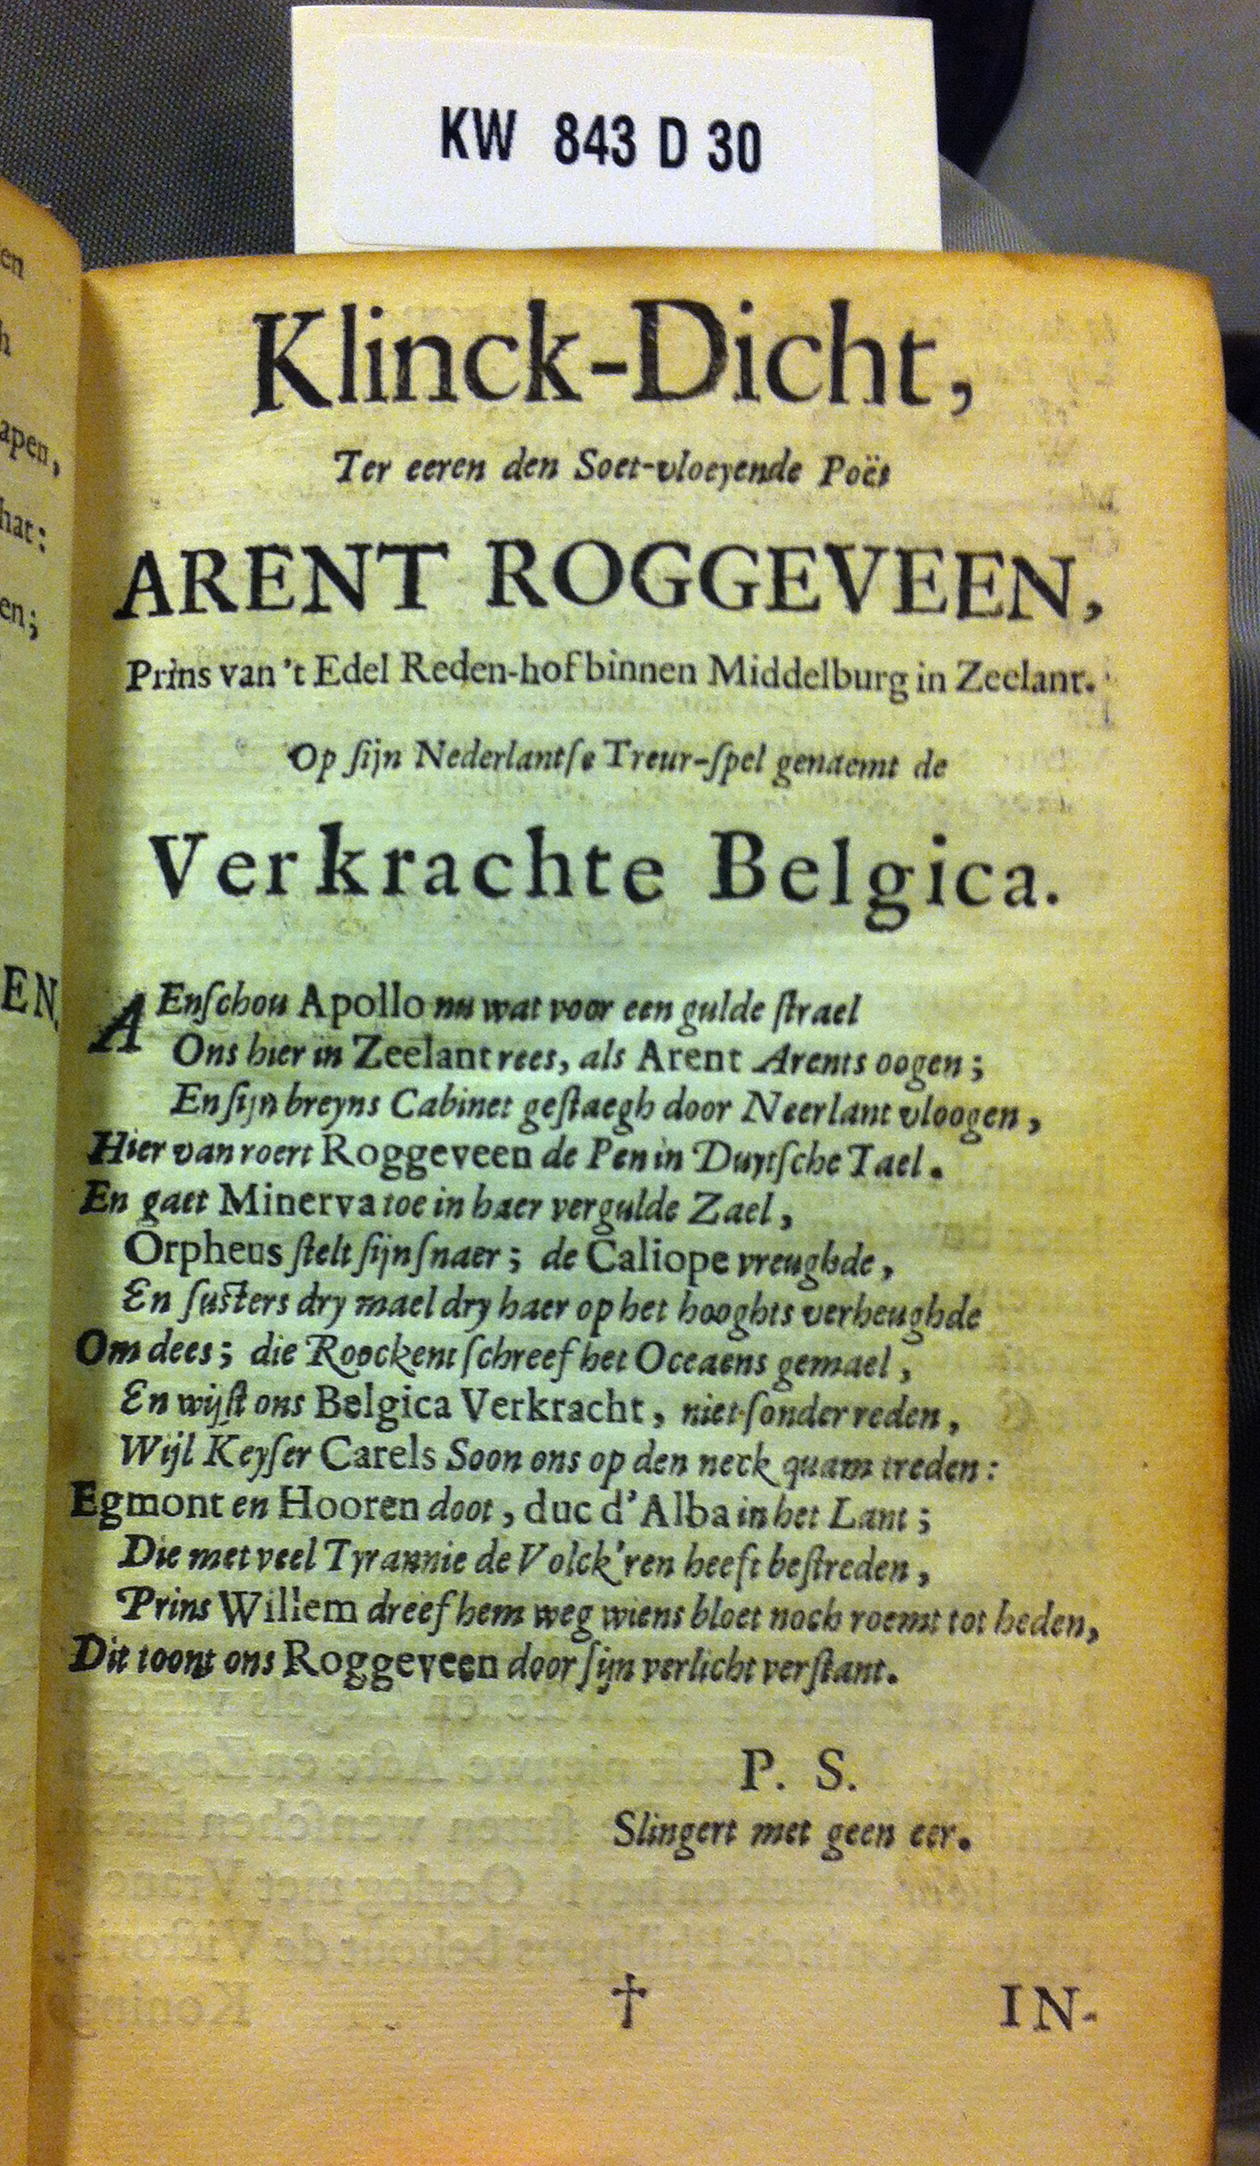 KW 843 D 30
en
h
apen,
hat:
en;
EN.
Klinck-Dicht,
Ter eeren den Soet-vloeyende Poët
ARENT ROGGEVEEN,
Prins van 't Edel Reden-hof binnen Middelburg in Zeelant.
Op ſijn Nederlantſe Treur-ſpel genaemt de
Verkrachte Belgica.
AEnſchou Apollo nu wat voor een gulde ſtrael
Ons hier in Zeelant rees, als Arent Arents oogen;
En ſijn breyns Cabinet geſtaegh door Neerlant vloogen,
Hier van roert Roggeveen de Pen in Duytſche Tael.
En gaet Minerva toe in haer vergulde Zael,
Orpheus ſtelt ſijn ſnaer; de Caliope vreughde,
En ſusters dry mael dry haer op het hooghts verheughde
Om dees; die Roockent ſchreef het Oceaens gemael,
En wijſt ons Belgica Verkracht, niet ſonder reden,
Wijl Keyſer Carels Soon ons op den neck quam treden:
Egmont en Hooren doot, duc d'Alba in het Lant;
Die met veel Tyrannie de Volck'ren heeft beſtreden,
Prins Willem dreef hem weg wiens bloet noch roemt tot heden,
Dit toont ons Roggeveen door ſijn verlicht verſtant.
P. S.
Slingert met geen eer.
†
IN-